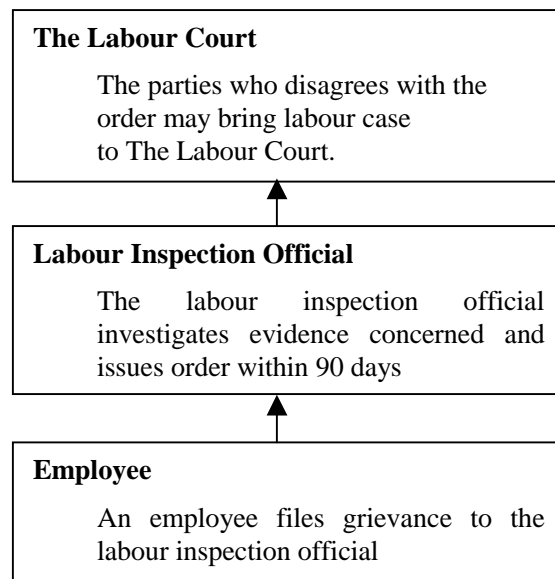 The Labour Court
The parties who disagrees with the
order may bring labour case
to The Labour Court.
Labour Inspection Official
The labour inspection official
investigates evidence concerned and
issues order within 90 days
Employee
An employee files grievance to the
labour inspection official